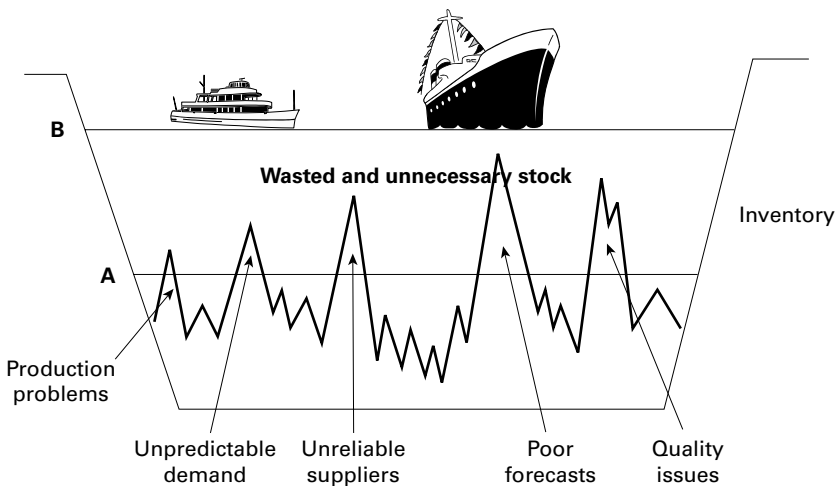 B
Wasted and unnecessary stock
Inventory
A
Production
problems
Unpredictable
demand
Unreliable
suppliers
Poor
forecasts
Quality
issues